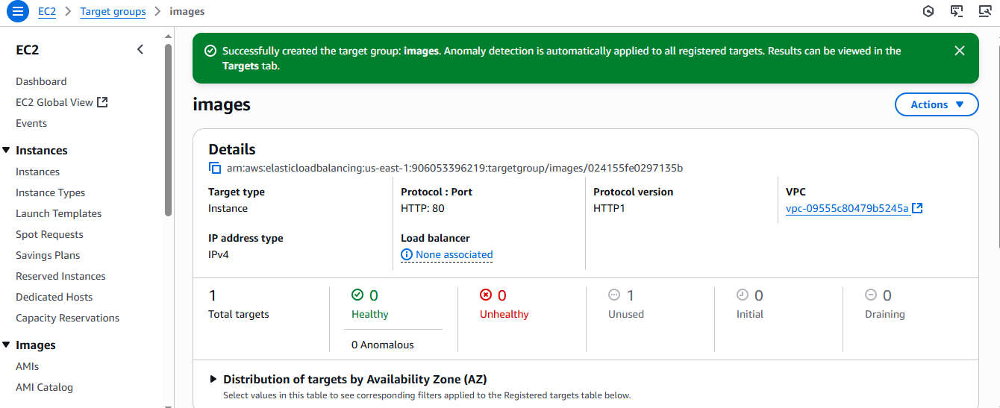 EC2 > Target groups > images
EC2
Dashboard
EC2 Global View
Events
Instances
Instances
Instance Types
Launch Templates
Spot Requests
Savings Plans
Reserved Instances
Dedicated Hosts
Capacity Reservations
Images
AMIs
AMI Catalog
Successfully created the target group: images. Anomaly detection is automatically applied to all registered targets. Results can be viewed in the
Targets tab.
images
Actions
Details
arn:aws:elasticloadbalancing:us-east-1:906053396219:targetgroup/images/024155fe0297135b
Target type
Instance
Protocol : Port
HTTP: 80
Protocol version
HTTP1
VPC
vpc-09555c80479b5245a
IP address type
IPv4
Load balancer
None associated
1
Total targets
0
Healthy
0 Anomalous
0
Unhealthy
1
Unused
0
Initial
0
Draining
Distribution of targets by Availability Zone (AZ)
Select values in this table to see corresponding filters applied to the Registered targets table below.